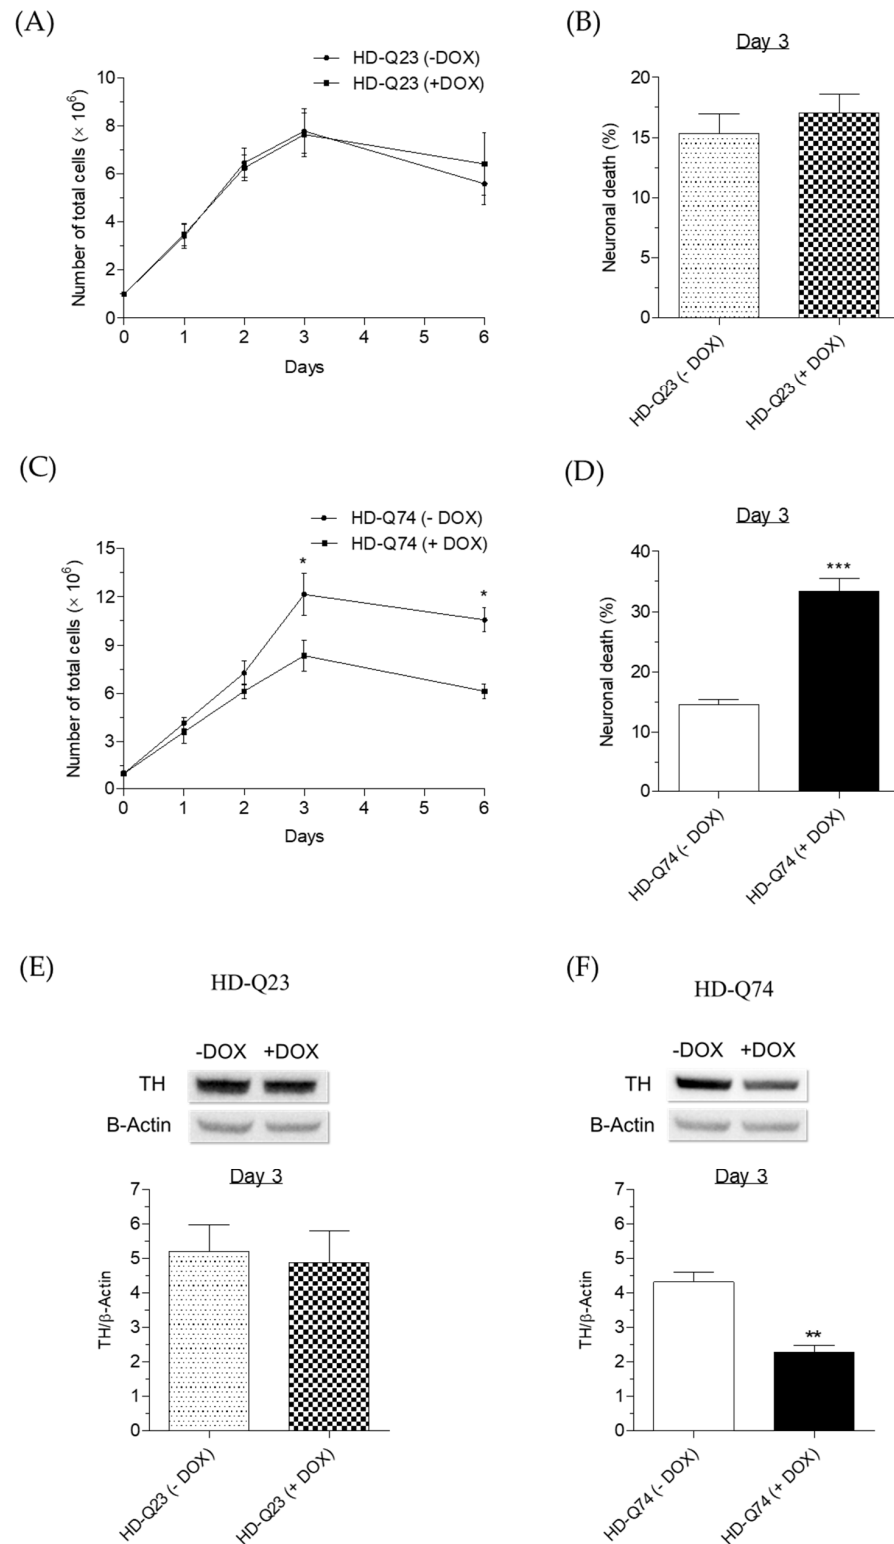 (A)
HD-Q23 (-DOX)
HD-Q23 (+DOX)
Number of total cells (× 10⁶)
10
8
6
4
2
0
0 1 2 3 4 5 6
Days
(B)
Day 3
Neuronal death (%)
20
15
10
5
0
HD-Q23 (- DOX)
HD-Q23 (+ DOX)
(C)
HD-Q74 (- DOX)
HD-Q74 (+ DOX)
Number of total cells (× 10⁶)
15
12
9
6
3
0
*
*
0 1 2 3 4 5 6
Days
(D)
Day 3
Neuronal death (%)
40
30
20
10
0
***
HD-Q74 (- DOX)
HD-Q74 (+ DOX)
(E)
HD-Q23
-DOX +DOX
TH
B-Actin
Day 3
TH/β-Actin
7
6
5
4
3
2
1
0
HD-Q23 (- DOX)
HD-Q23 (+ DOX)
(F)
HD-Q74
-DOX +DOX
TH
B-Actin
Day 3
TH/β-Actin
7
6
5
4
3
2
1
0
**
HD-Q74 (- DOX)
HD-Q74 (+ DOX)